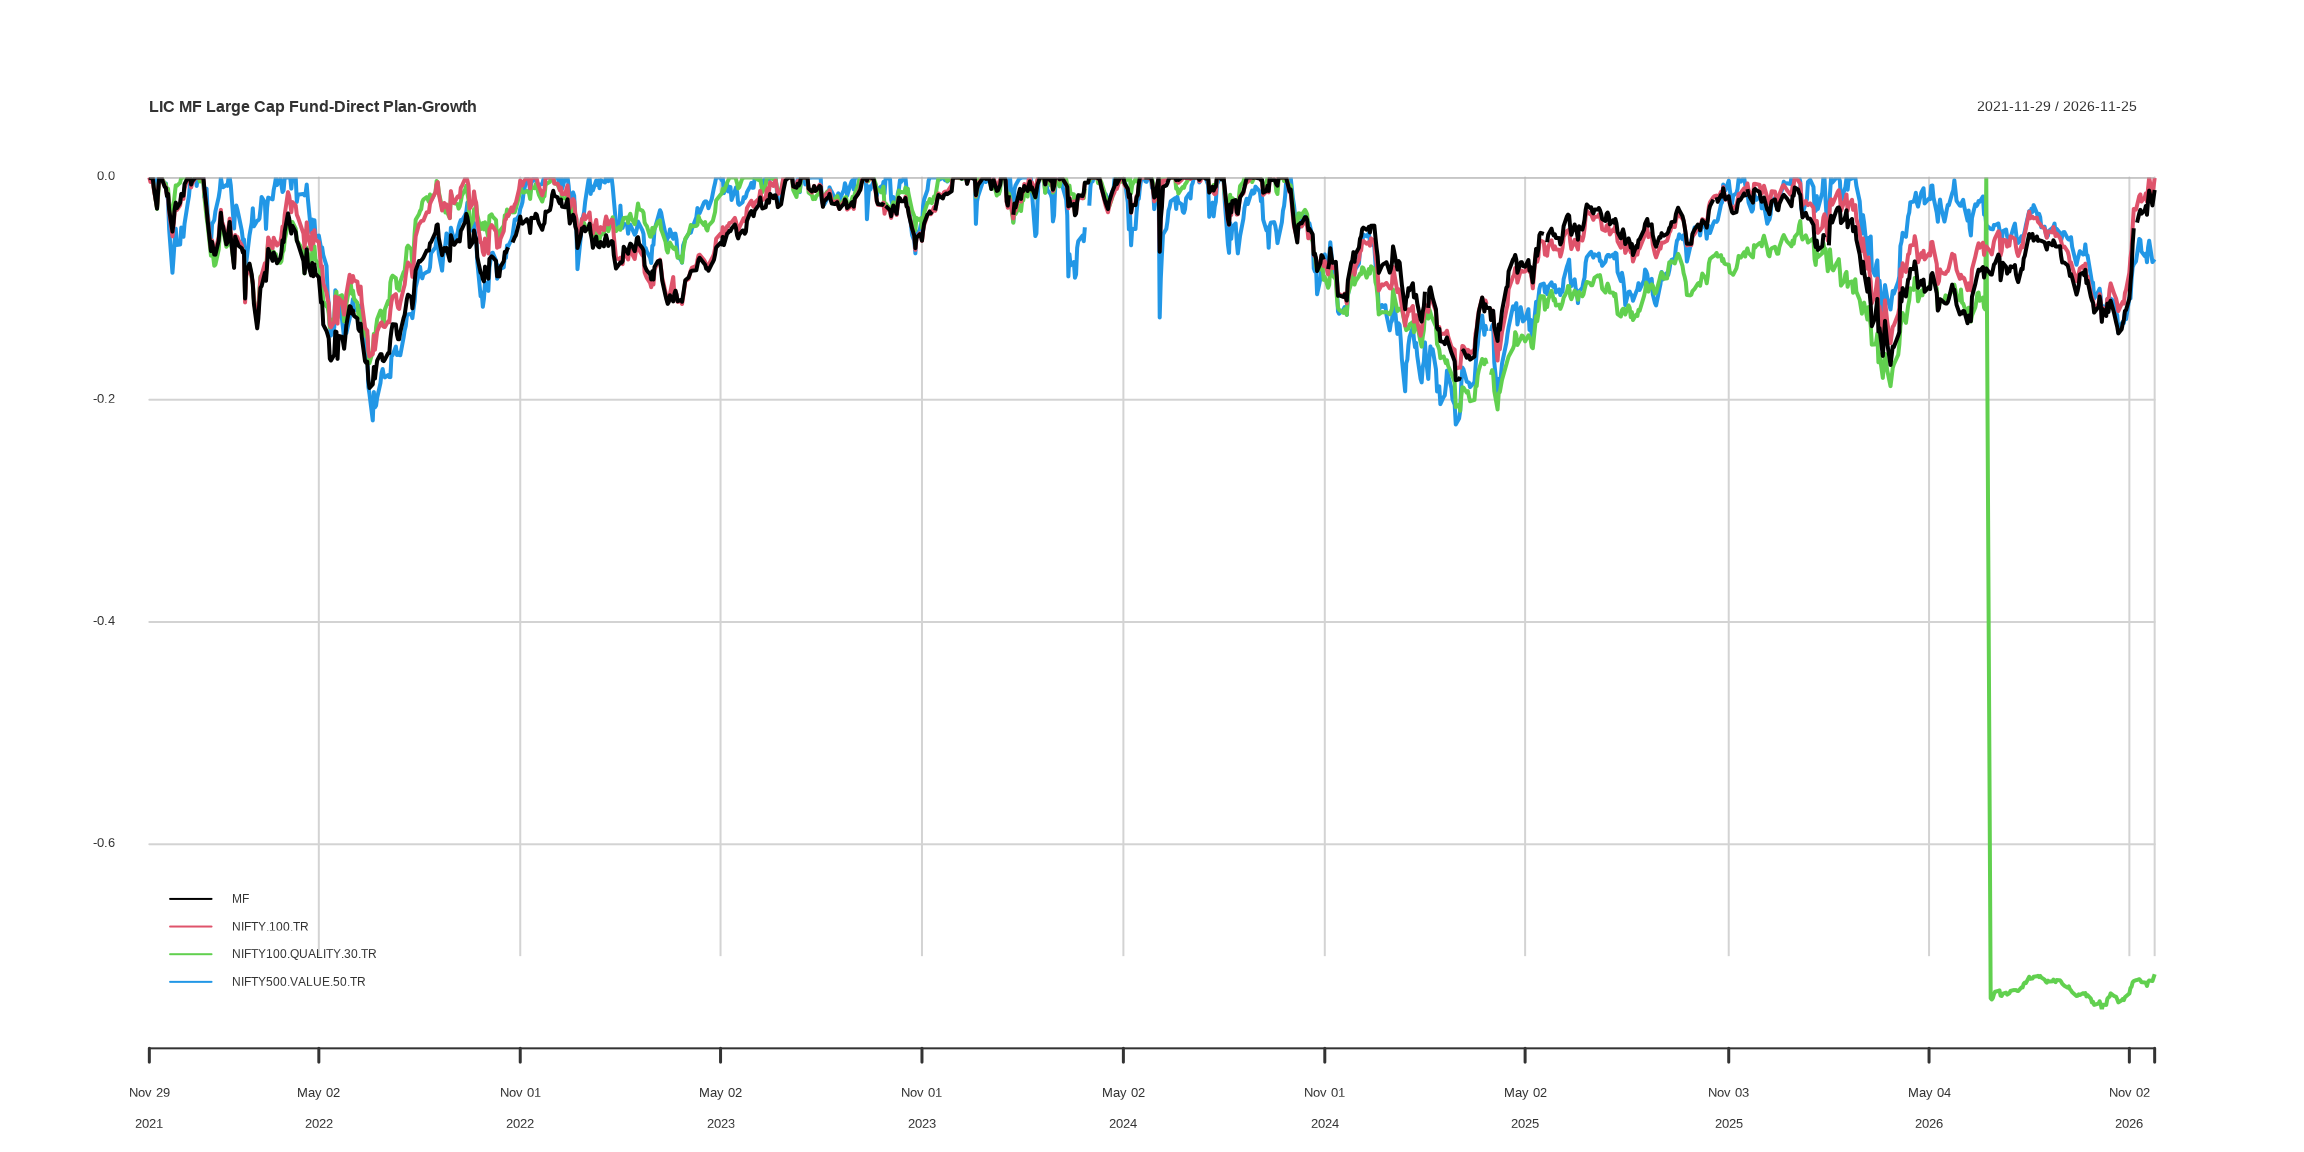 LIC MF Large Cap Fund-Direct Plan-Growth
2021-11-29 / 2026-11-25
0.0
-0.2
-0.4
-0.6
MF
NIFTY.100.TR
NIFTY100.QUALITY.30.TR
NIFTY500.VALUE.50.TR
Nov 29 May 02 Nov 01 May 02 Nov 01 May 02 Nov 01 May 02 Nov 03 May 04 Nov 02
2021 2022 2022 2023 2023 2024 2024 2025 2025 2026 2026